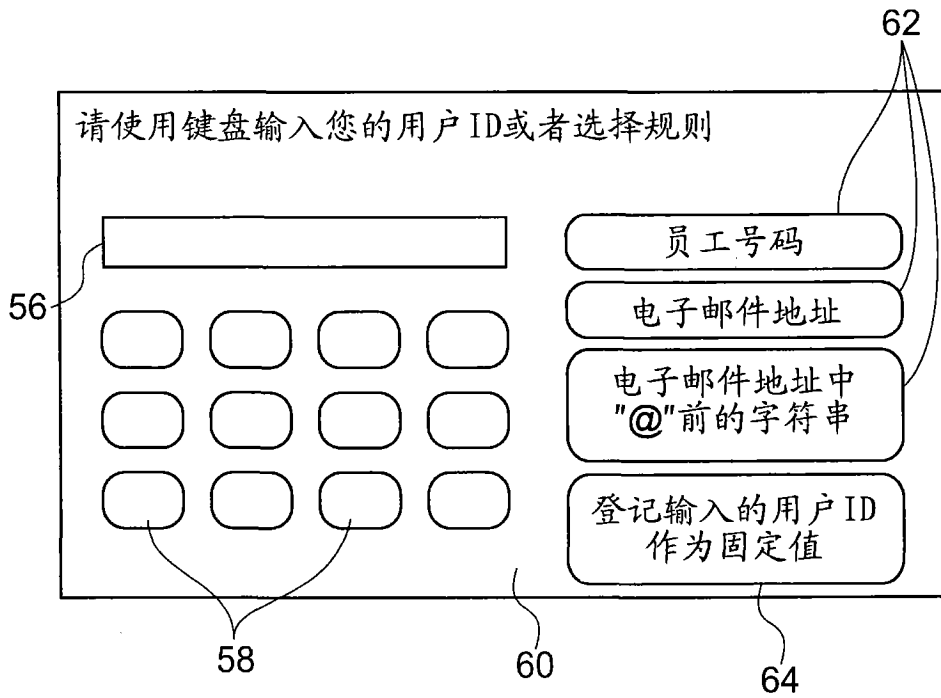 62
请使用键盘输入您的用户ID或者选择规则
员工号码
56
电子邮件地址
电子邮件地址中
"@"前的字符串
登记输入的用户ID
作为固定值
58
60
64